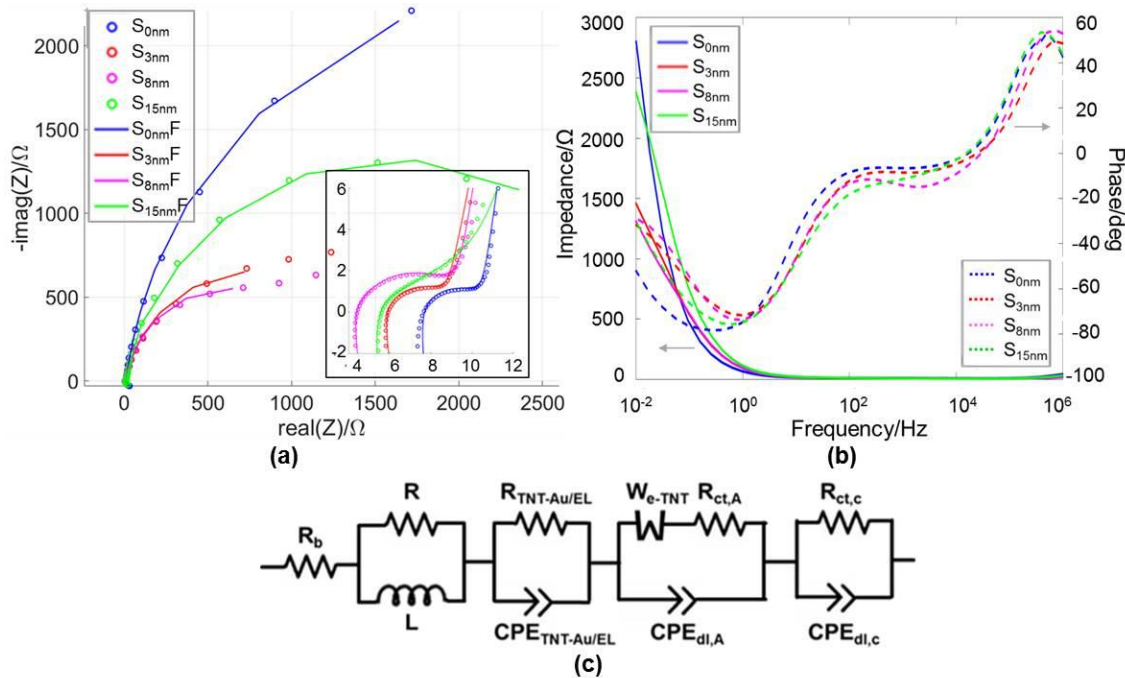 2000
1500
1000
500
0
-imag(Z)/Ω
S0nm
S3nm
S8nm
S15nm
S0nmF
S3nmF
S8nmF
S15nmF
6
4
2
0
-2
4 6 8 10 12
0 500 1000 1500 2000 2500
real(Z)/Ω
(a)
3000
2500
2000
1500
1000
500
0
Impedance/Ω
S0nm
S3nm
S8nm
S15nm
60
20
0
-20
-40
-60
-80
-100
Phase/deg
S0nm
S3nm
S8nm
S15nm
10-2 100 102 104 106
Frequency/Hz
(b)
R RTNT-Au/EL We-TNT Rct,A Rct,c
Rb
L CPETNT-Au/EL CPEdl,A CPEdl,c
(c)